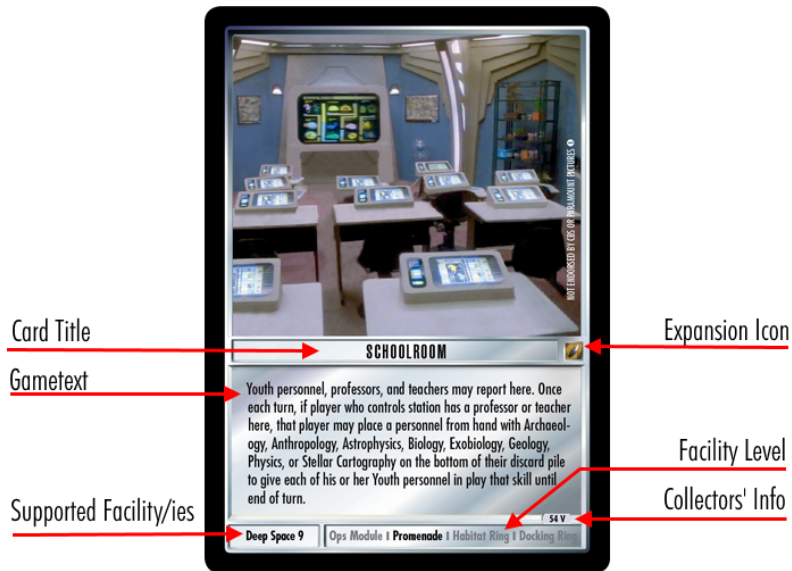 NOT ENDORSED BY CBS OR PARAMOUNT PICTURES
Card Title
SCHOOLROOM
Expansion Icon
Gametext
Youth personnel, professors, and teachers may report here. Once
each turn, if player who controls station has a professor or teacher
here, that player may place a personnel from hand with Archaeol-
ogy, Anthropology, Astrophysics, Biology, Exobiology, Geology,
Physics, or Stellar Cartography on the bottom of their discard pile
to give each of his or her Youth personnel in play that skill until
end of turn.
Facility Level
Collectors' Info
54 V
Supported Facility/ies
Deep Space 9
Ops Module I Promenade I Habitat Ring I Docking Ring